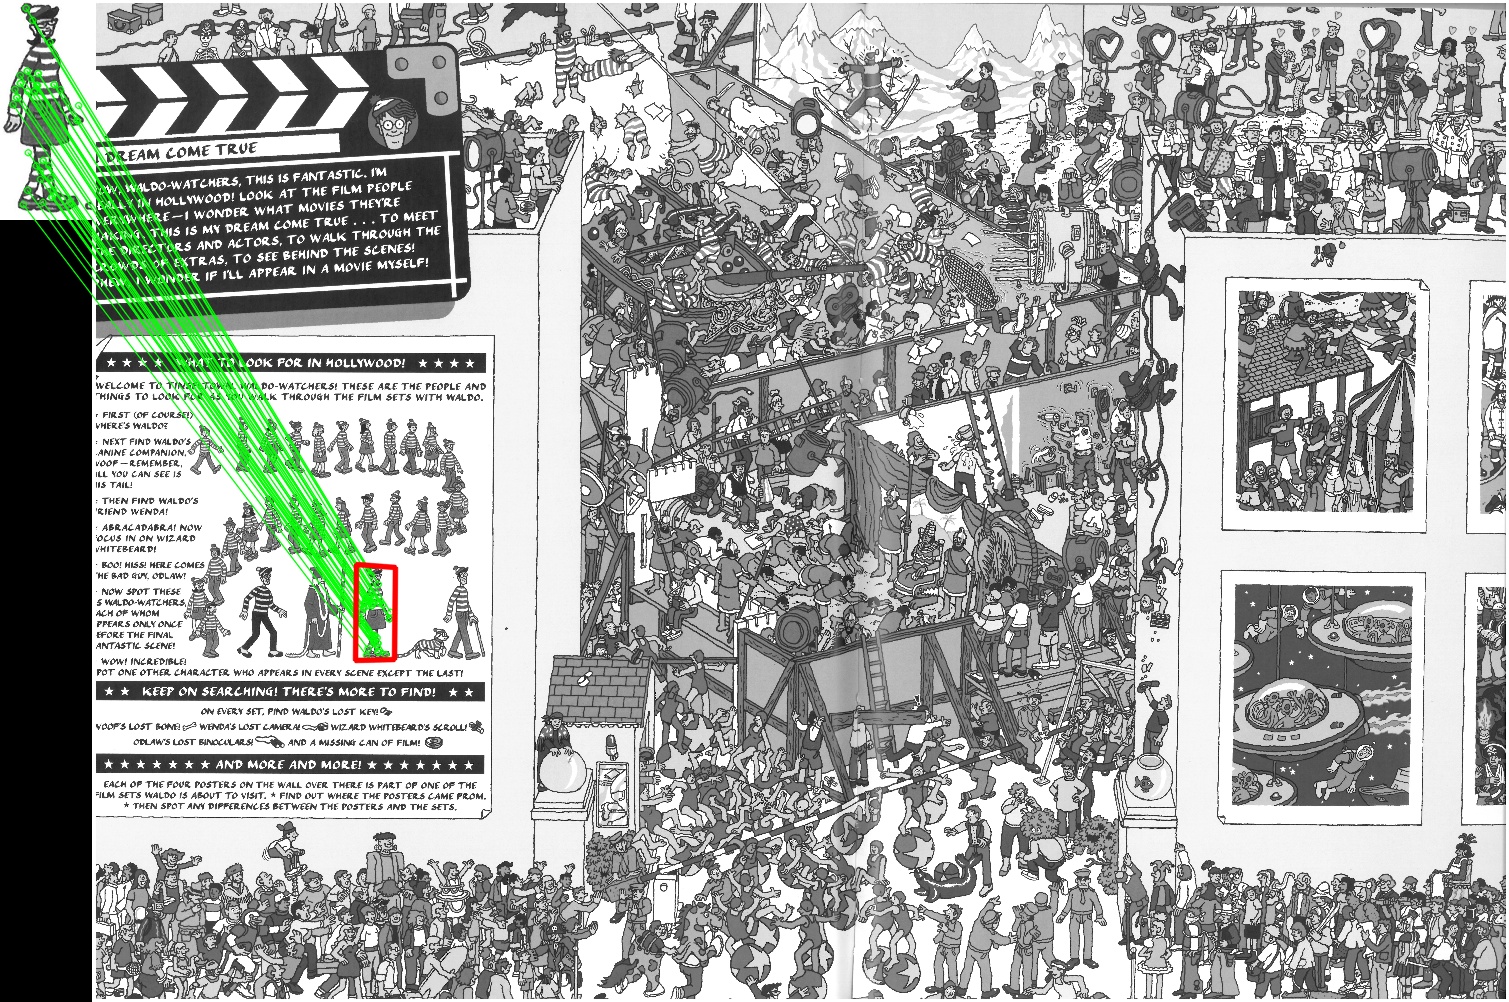 DREAM COME TRUE
WALDO-WATCHERS, THIS IS FANTASTIC. I'M
IN HOLLYWOOD! LOOK AT THE FILM PEOPLE
—I WONDER WHAT MOVIES THEY'RE
THIS IS MY DREAM COME TRUE . . . TO MEET
DIRECTORS AND ACTORS, TO WALK THROUGH THE
OF EXTRAS, TO SEE BEHIND THE SCENES!
I WONDER IF I'LL APPEAR IN A MOVIE MYSELF!
TO LOOK FOR IN HOLLYWOOD!
WELCOME TO TINSEL TOWN, WALDO-WATCHERS! THESE ARE THE PEOPLE AND
THINGS TO LOOK FOR AS YOU WALK THROUGH THE FILM SETS WITH WALDO.
FIRST (OF COURSE!)
WHERE'S WALDO?
NEXT FIND WALDO'S
CANINE COMPANION,
WOOF—REMEMBER,
ALL YOU CAN SEE IS
HIS TAIL!
THEN FIND WALDO'S
FRIEND WENDA!
ABRACADABRA! NOW
FOCUS IN ON WIZARD
WHITEBEARD!
BOO! HISS! HERE COMES
THE BAD GUY, ODLAW!
NOW SPOT THESE
WALDO-WATCHERS,
EACH OF WHOM
APPEARS ONLY ONCE
BEFORE THE FINAL
FANTASTIC SCENE!
WOW! INCREDIBLE!
SPOT ONE OTHER CHARACTER WHO APPEARS IN EVERY SCENE EXCEPT THE LAST!
KEEP ON SEARCHING! THERE'S MORE TO FIND!
ON EVERY SET, FIND WALDO'S LOST KEY!
WOOF'S LOST BONE! WENDA'S LOST CAMERA! WIZARD WHITEBEARD'S SCROLL!
ODLAW'S LOST BINOCULARS! AND A MISSING CAN OF FILM!
AND MORE AND MORE!
EACH OF THE FOUR POSTERS ON THE WALL OVER THERE IS PART OF ONE OF THE
FILM SETS WALDO IS ABOUT TO VISIT. ★ FIND OUT WHERE THE POSTERS CAME FROM.
★ THEN SPOT ANY DIFFERENCES BETWEEN THE POSTERS AND THE SETS.